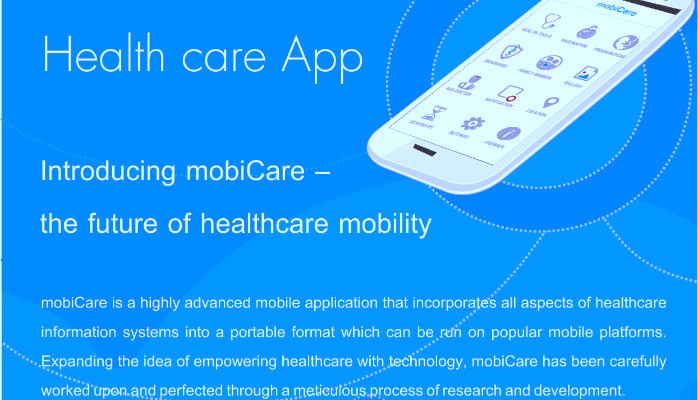 mobiCare
Health care App
Introducing mobiCare –
the future of healthcare mobility
mobiCare is a highly advanced mobile application that incorporates all aspects of healthcare
information systems into a portable format which can be run on popular mobile platforms.
Expanding the idea of empowering healthcare with technology, mobiCare has been carefully
worked upon and perfected through a meticulous process of research and development.